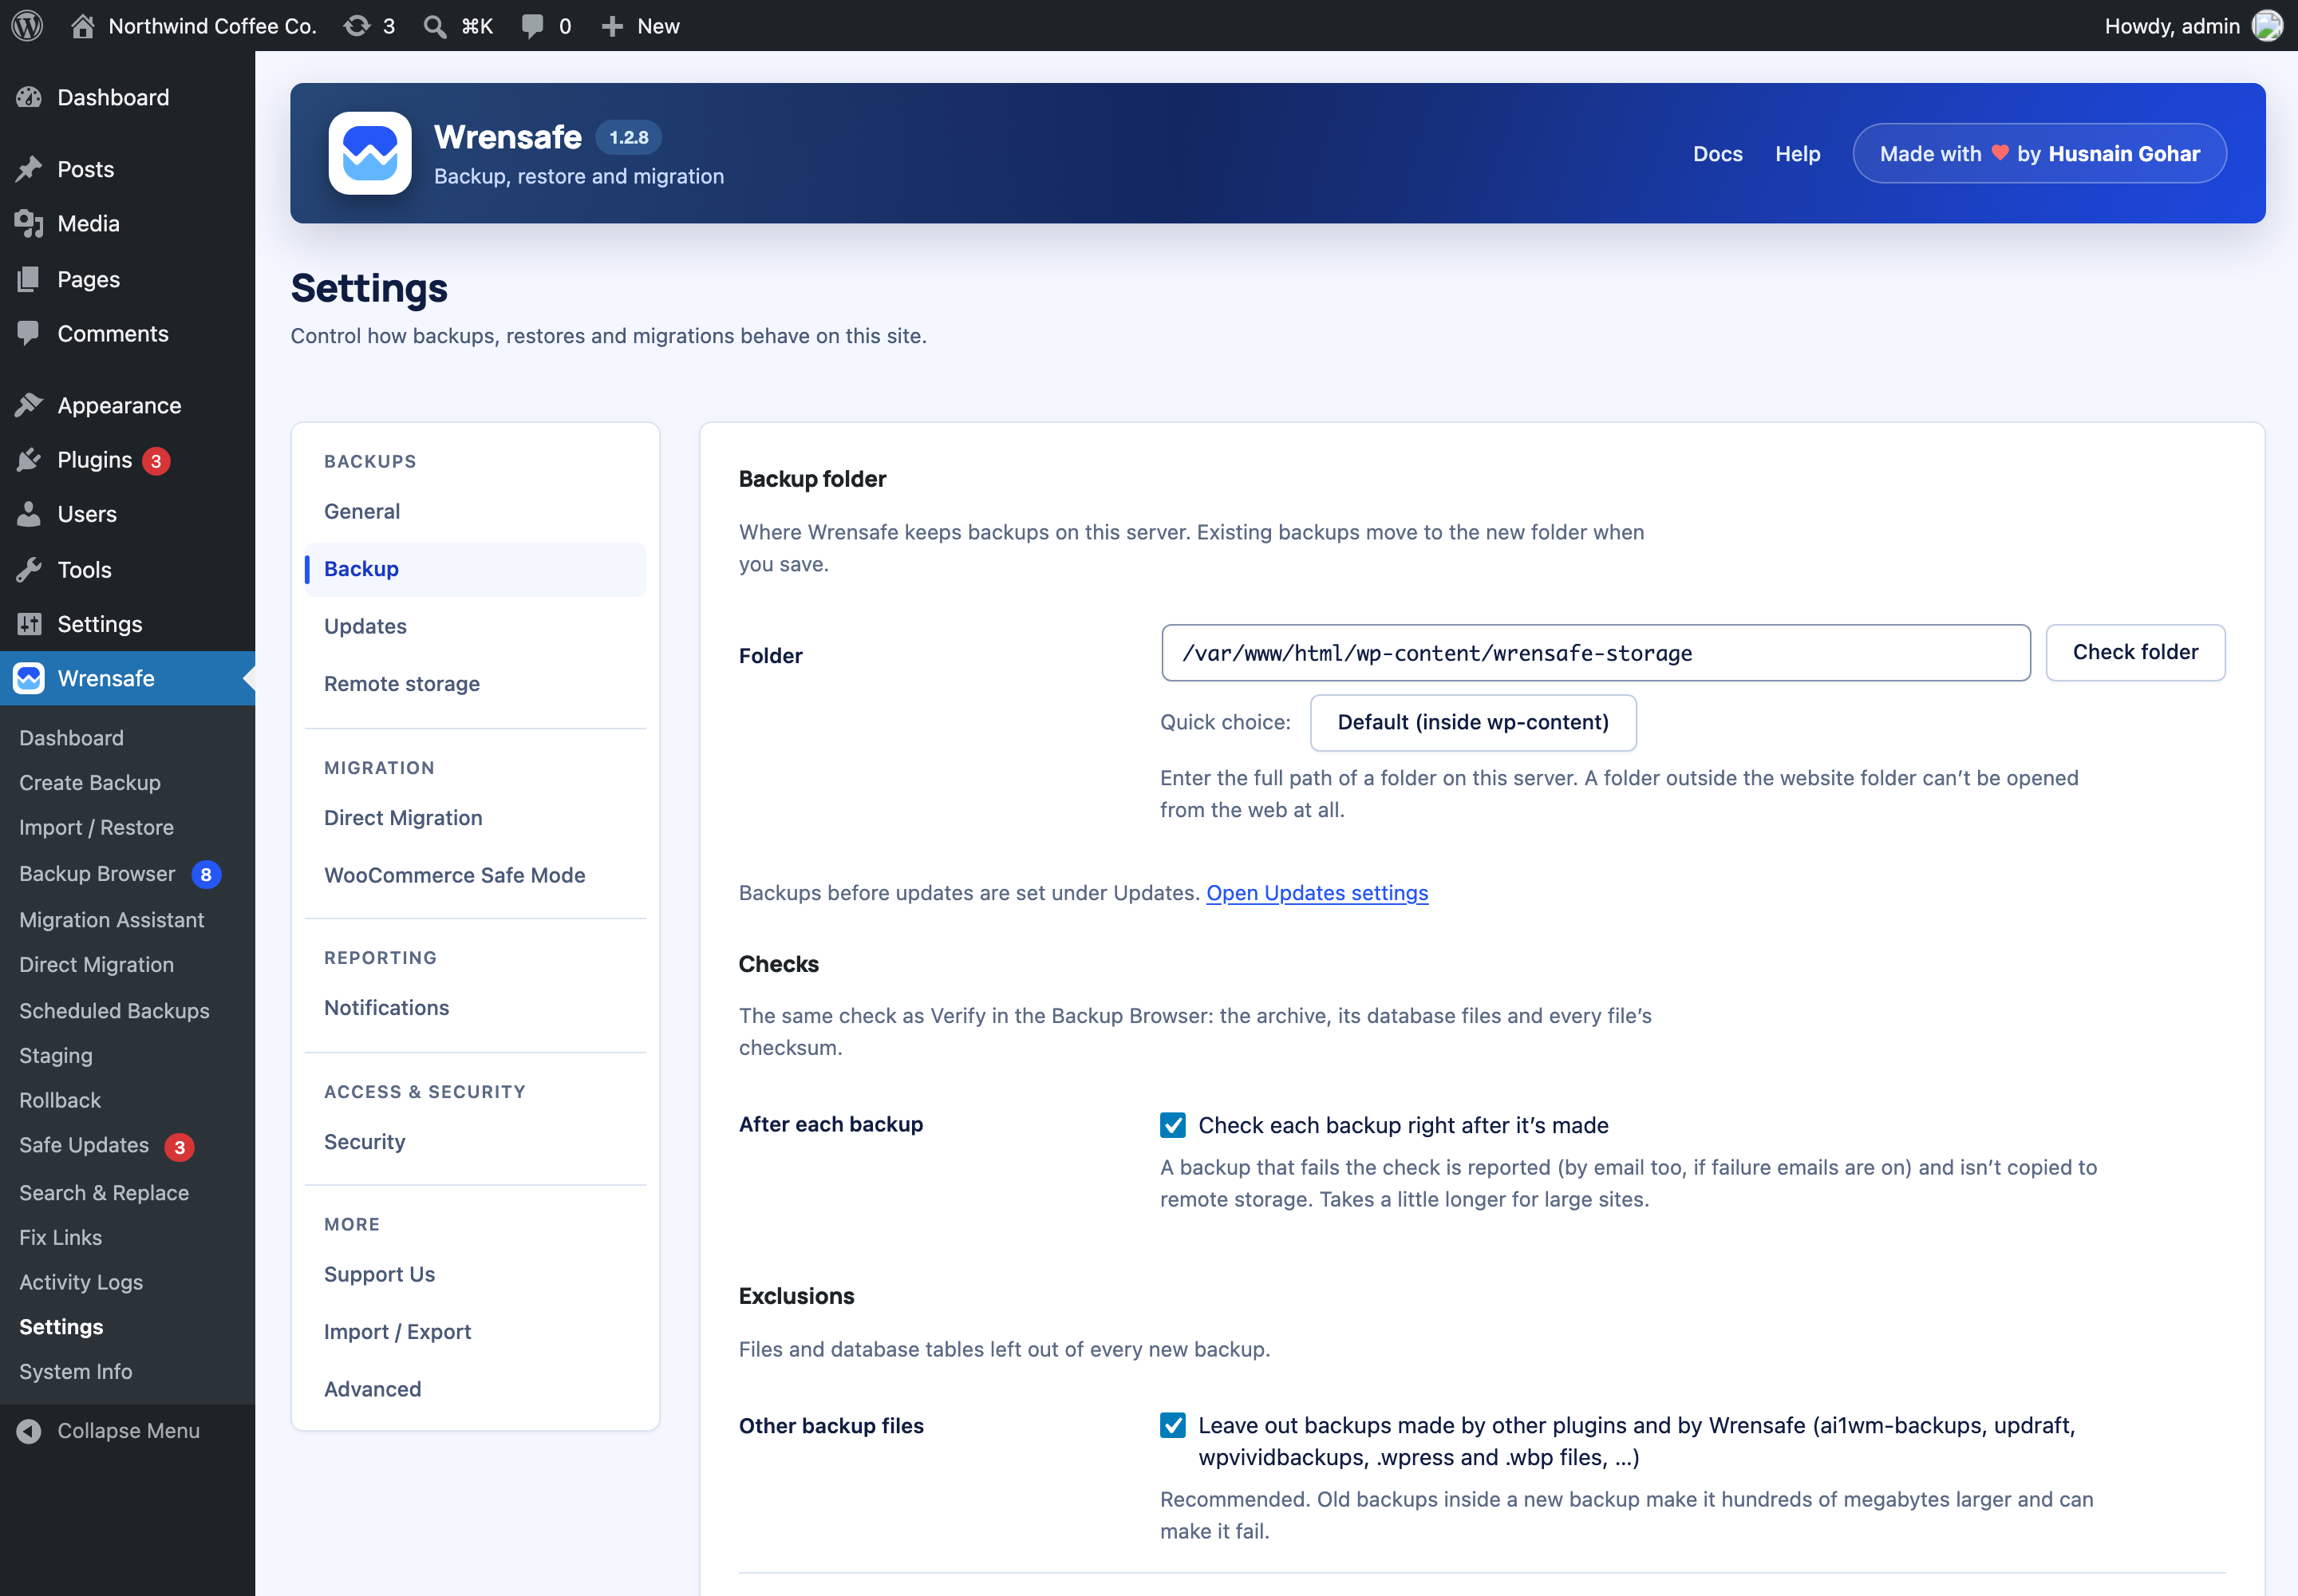 Northwind Coffee Co.
3
⌘K
0
New
Howdy, admin
Dashboard
Posts
Media
Pages
Comments
Appearance
Plugins 3
Users
Tools
Settings
Wrensafe
Dashboard
Create Backup
Import / Restore
Backup Browser 8
Migration Assistant
Direct Migration
Scheduled Backups
Staging
Rollback
Safe Updates 3
Search & Replace
Fix Links
Activity Logs
Settings
System Info
Collapse Menu
Wrensafe 1.2.8
Backup, restore and migration
Docs
Help
Made with ❤ by Husnain Gohar
Settings
Control how backups, restores and migrations behave on this site.
BACKUPS
General
Backup
Updates
Remote storage
MIGRATION
Direct Migration
WooCommerce Safe Mode
REPORTING
Notifications
ACCESS & SECURITY
Security
MORE
Support Us
Import / Export
Advanced
Backup folder
Where Wrensafe keeps backups on this server. Existing backups move to the new folder when
you save.
Folder
/var/www/html/wp-content/wrensafe-storage
Check folder
Quick choice:
Default (inside wp-content)
Enter the full path of a folder on this server. A folder outside the website folder can’t be opened
from the web at all.
Backups before updates are set under Updates. Open Updates settings
Checks
The same check as Verify in the Backup Browser: the archive, its database files and every file’s
checksum.
After each backup
Check each backup right after it’s made
A backup that fails the check is reported (by email too, if failure emails are on) and isn’t copied to
remote storage. Takes a little longer for large sites.
Exclusions
Files and database tables left out of every new backup.
Other backup files
Leave out backups made by other plugins and by Wrensafe (ai1wm-backups, updraft,
wpvividbackups, .wpress and .wbp files, …)
Recommended. Old backups inside a new backup make it hundreds of megabytes larger and can
make it fail.